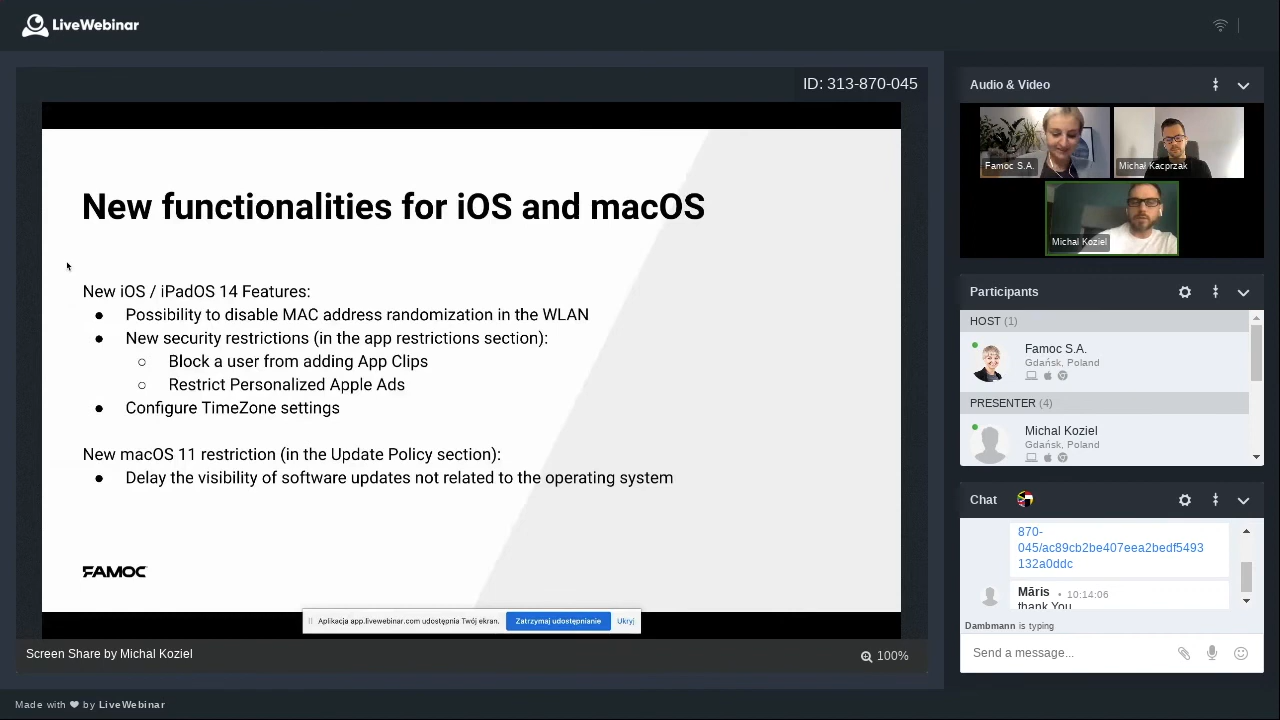 LiveWebinar
ID: 313-870-045
New functionalities for iOS and macOS
New iOS / iPadOS 14 Features:
● Possibility to disable MAC address randomization in the WLAN
● New security restrictions (in the app restrictions section):
○ Block a user from adding App Clips
○ Restrict Personalized Apple Ads
● Configure TimeZone settings
New macOS 11 restriction (in the Update Policy section):
● Delay the visibility of software updates not related to the operating system
FAMOC
Aplikacja app.livewebinar.com udostępnia Twój ekran.
Zatrzymaj udostępnianie
Ukryj
Screen Share by Michal Koziel
100%
Audio & Video
Famoc S.A.
Michał Kacprzak
Michal Koziel
Participants
HOST (1)
Famoc S.A.
Gdańsk, Poland
PRESENTER (4)
Michal Koziel
Gdańsk, Poland
Chat
870-
045/ac89cb2be407eea2bedf5493
132a0ddc
Māris • 10:14:06
thank You
Dambmann is typing
Send a message...
Made with ❤ by LiveWebinar